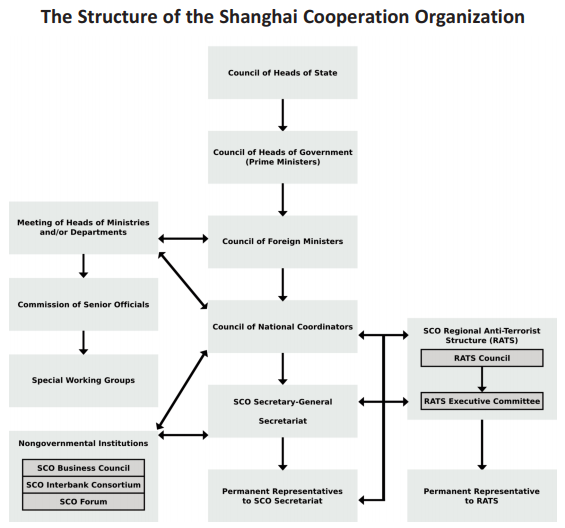 The Structure of the Shanghai Cooperation Organization
Council of Heads of State
Council of Heads of Government
(Prime Ministers)
Meeting of Heads of Ministries
and/or Departments
Council of Foreign Ministers
Commission of Senior Officials
Council of National Coordinators
SCO Regional Anti-Terrorist
Structure (RATS)
RATS Council
RATS Executive Committee
Special Working Groups
SCO Secretary-General
Secretariat
Nongovernmental Institutions
SCO Business Council
SCO Interbank Consortium
SCO Forum
Permanent Representatives
to SCO Secretariat
Permanent Representative
to RATS